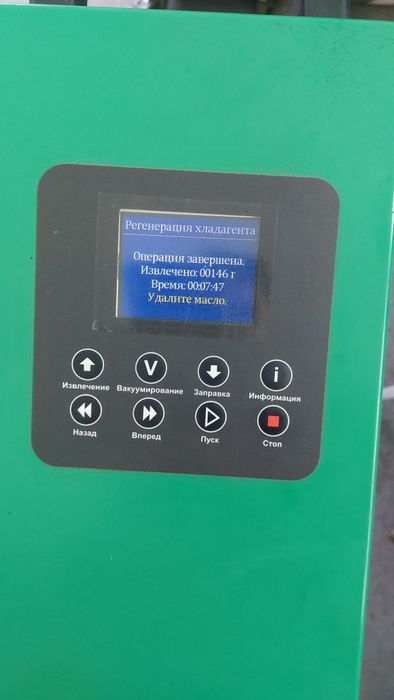 Регенерация хладагента
Операция завершена.
Извлечено: 00146 г
Время: 00:07:47
Удалите масло.
V
i
Извлечение Вакуумирование Заправка Информация
Назад Вперед Пуск Стоп